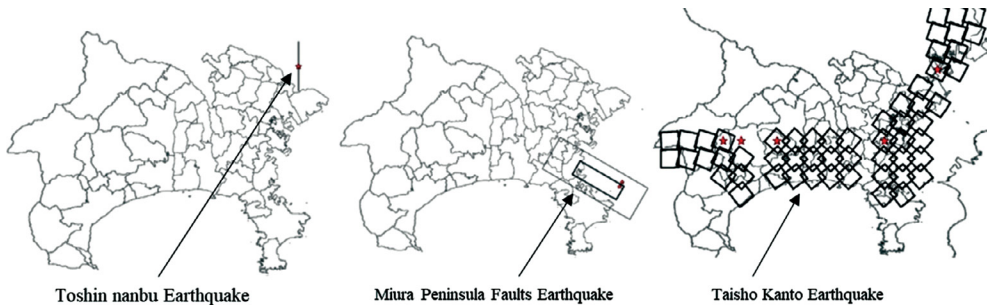 Toshin nanbu Earthquake
Miura Peninsula Faults Earthquake
Taisho Kanto Earthquake